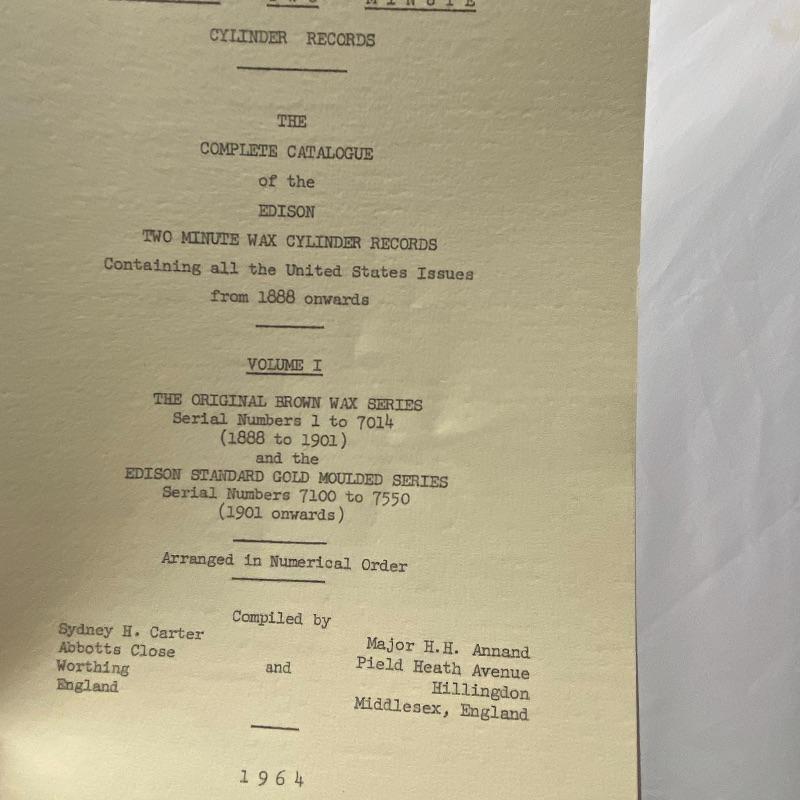 TWO MINUTE
CYLINDER RECORDS
THE
COMPLETE CATALOGUE
of the
EDISON
TWO MINUTE WAX CYLINDER RECORDS
Containing all the United States Issues
from 1888 onwards
VOLUME I
THE ORIGINAL BROWN WAX SERIES
Serial Numbers 1 to 7014
(1888 to 1901)
and the
EDISON STANDARD GOLD MOULDED SERIES
Serial Numbers 7100 to 7550
(1901 onwards)
Arranged in Numerical Order
Compiled by
Sydney H. Carter
Abbotts Close
Worthing
England
and
Major H.H. Annand
Pield Heath Avenue
Hillingdon
Middlesex, England
1964